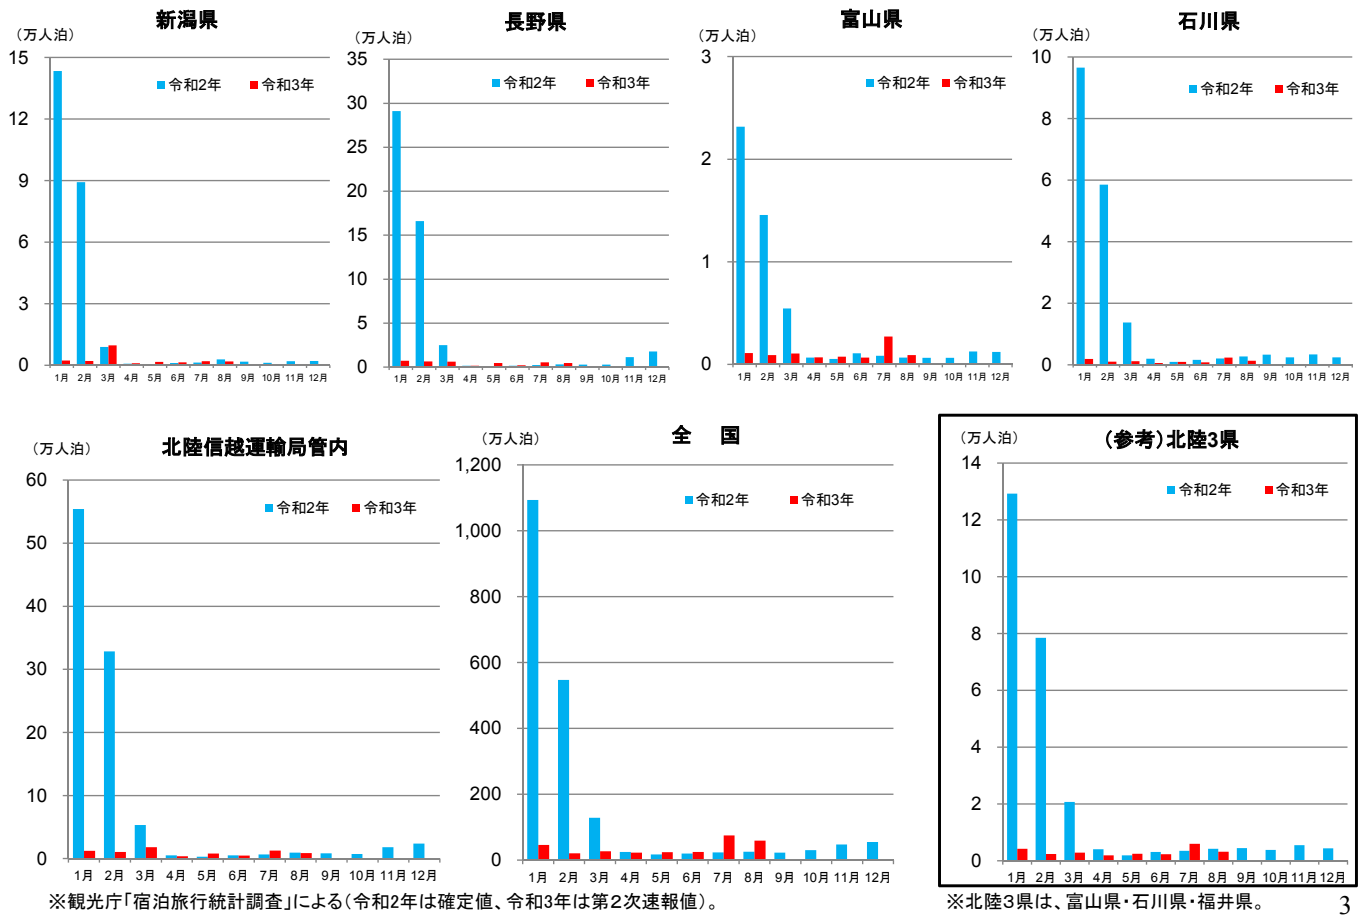 新潟県
（万人泊）
令和2年 令和3年
15
12
9
6
3
0
1月 2月 3月 4月 5月 6月 7月 8月 9月 10月 11月 12月
長野県
（万人泊）
令和2年 令和3年
35
30
25
20
15
10
5
0
1月 2月 3月 4月 5月 6月 7月 8月 9月 10月 11月 12月
富山県
（万人泊）
令和2年 令和3年
3
2
1
0
1月 2月 3月 4月 5月 6月 7月 8月 9月 10月 11月 12月
石川県
（万人泊）
令和2年 令和3年
10
8
6
4
2
0
1月 2月 3月 4月 5月 6月 7月 8月 9月 10月 11月 12月
北陸信越運輸局管内
（万人泊）
令和2年 令和3年
60
50
40
30
20
10
0
1月 2月 3月 4月 5月 6月 7月 8月 9月 10月 11月 12月
全 国
（万人泊）
令和2年 令和3年
1,200
1,000
800
600
400
200
0
1月 2月 3月 4月 5月 6月 7月 8月 9月 10月 11月 12月
（参考）北陸3県
（万人泊）
令和2年 令和3年
14
12
10
8
6
4
2
0
1月 2月 3月 4月 5月 6月 7月 8月 9月 10月 11月 12月
※観光庁「宿泊旅行統計調査」による（令和2年は確定値、令和3年は第２次速報値）。
※北陸３県は、富山県・石川県・福井県。
3